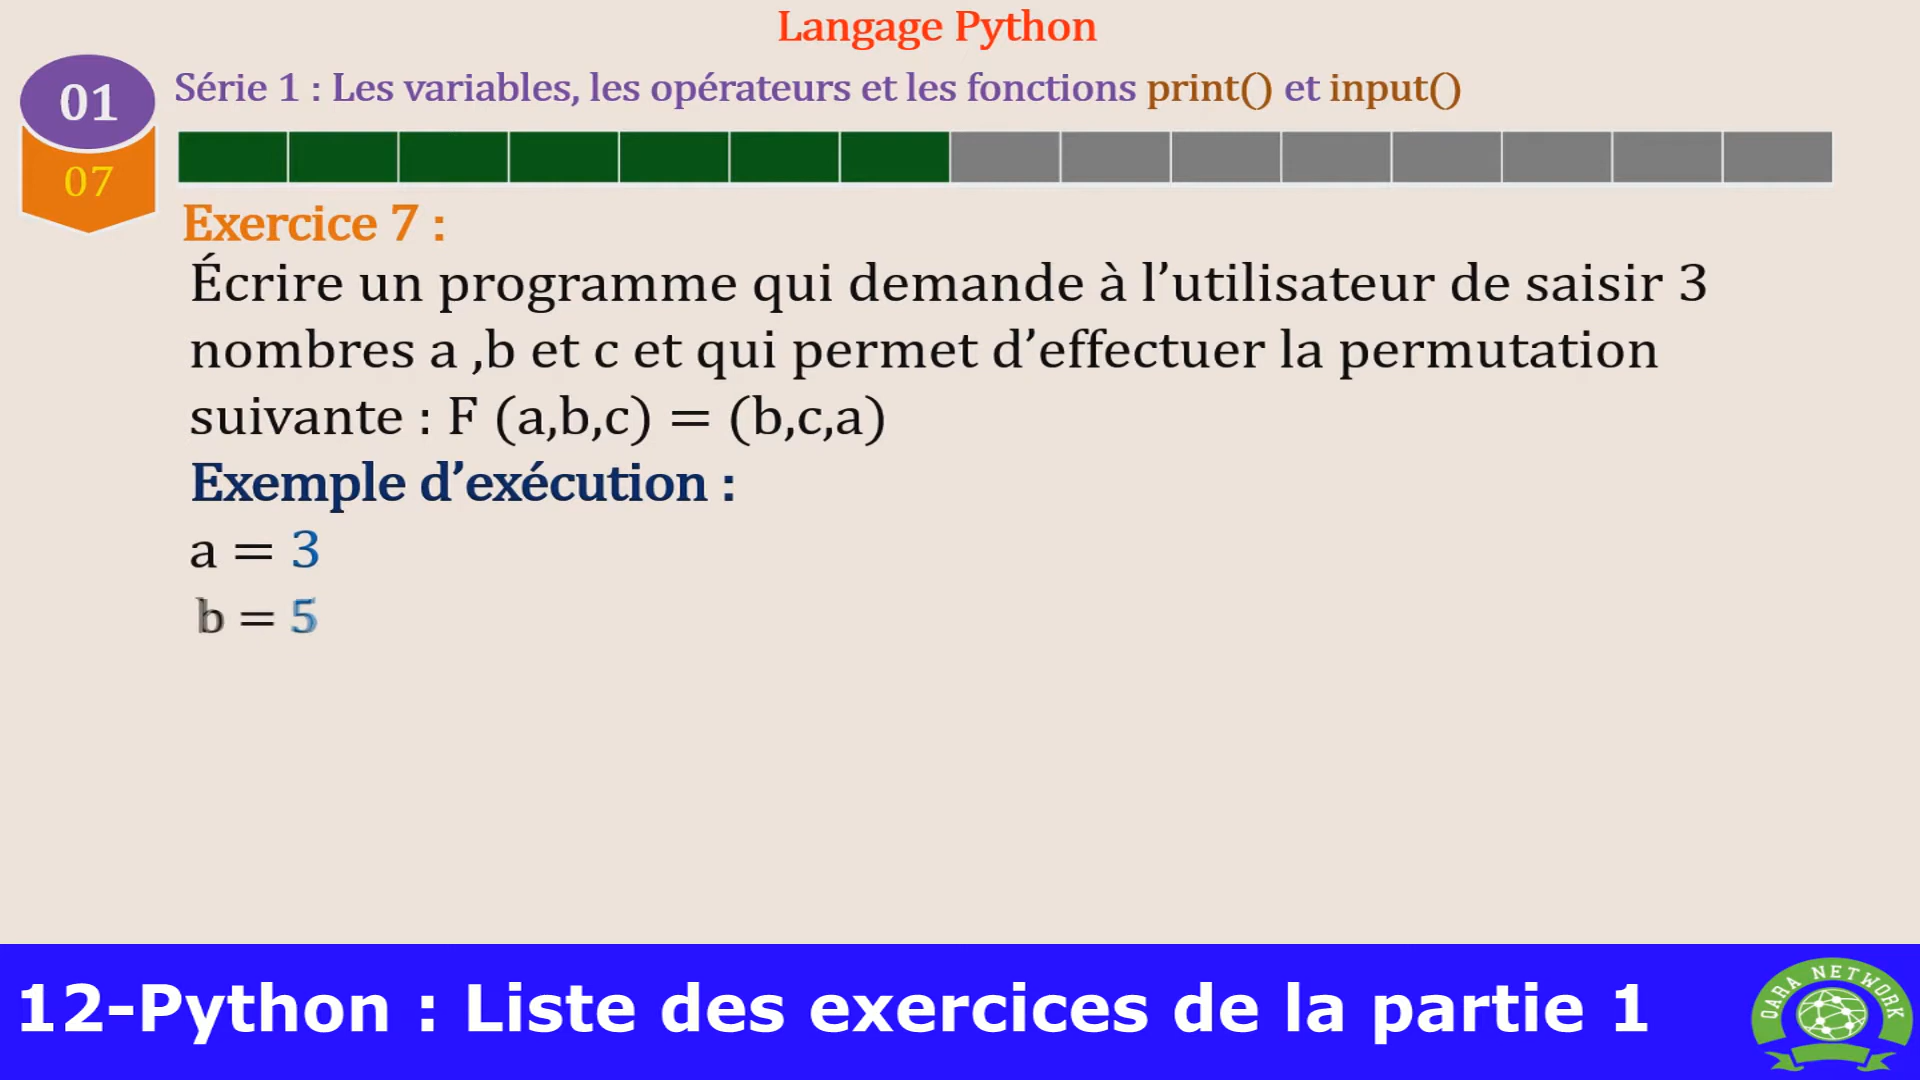 Langage Python
01
Série 1 : Les variables, les opérateurs et les fonctions print() et input()
07
Exercice 7 :
Écrire un programme qui demande à l’utilisateur de saisir 3
nombres a ,b et c et qui permet d’effectuer la permutation
suivante : F (a,b,c) = (b,c,a)
Exemple d’exécution :
a = 3
b = 5
12-Python : Liste des exercices de la partie 1
QARA NETWORK